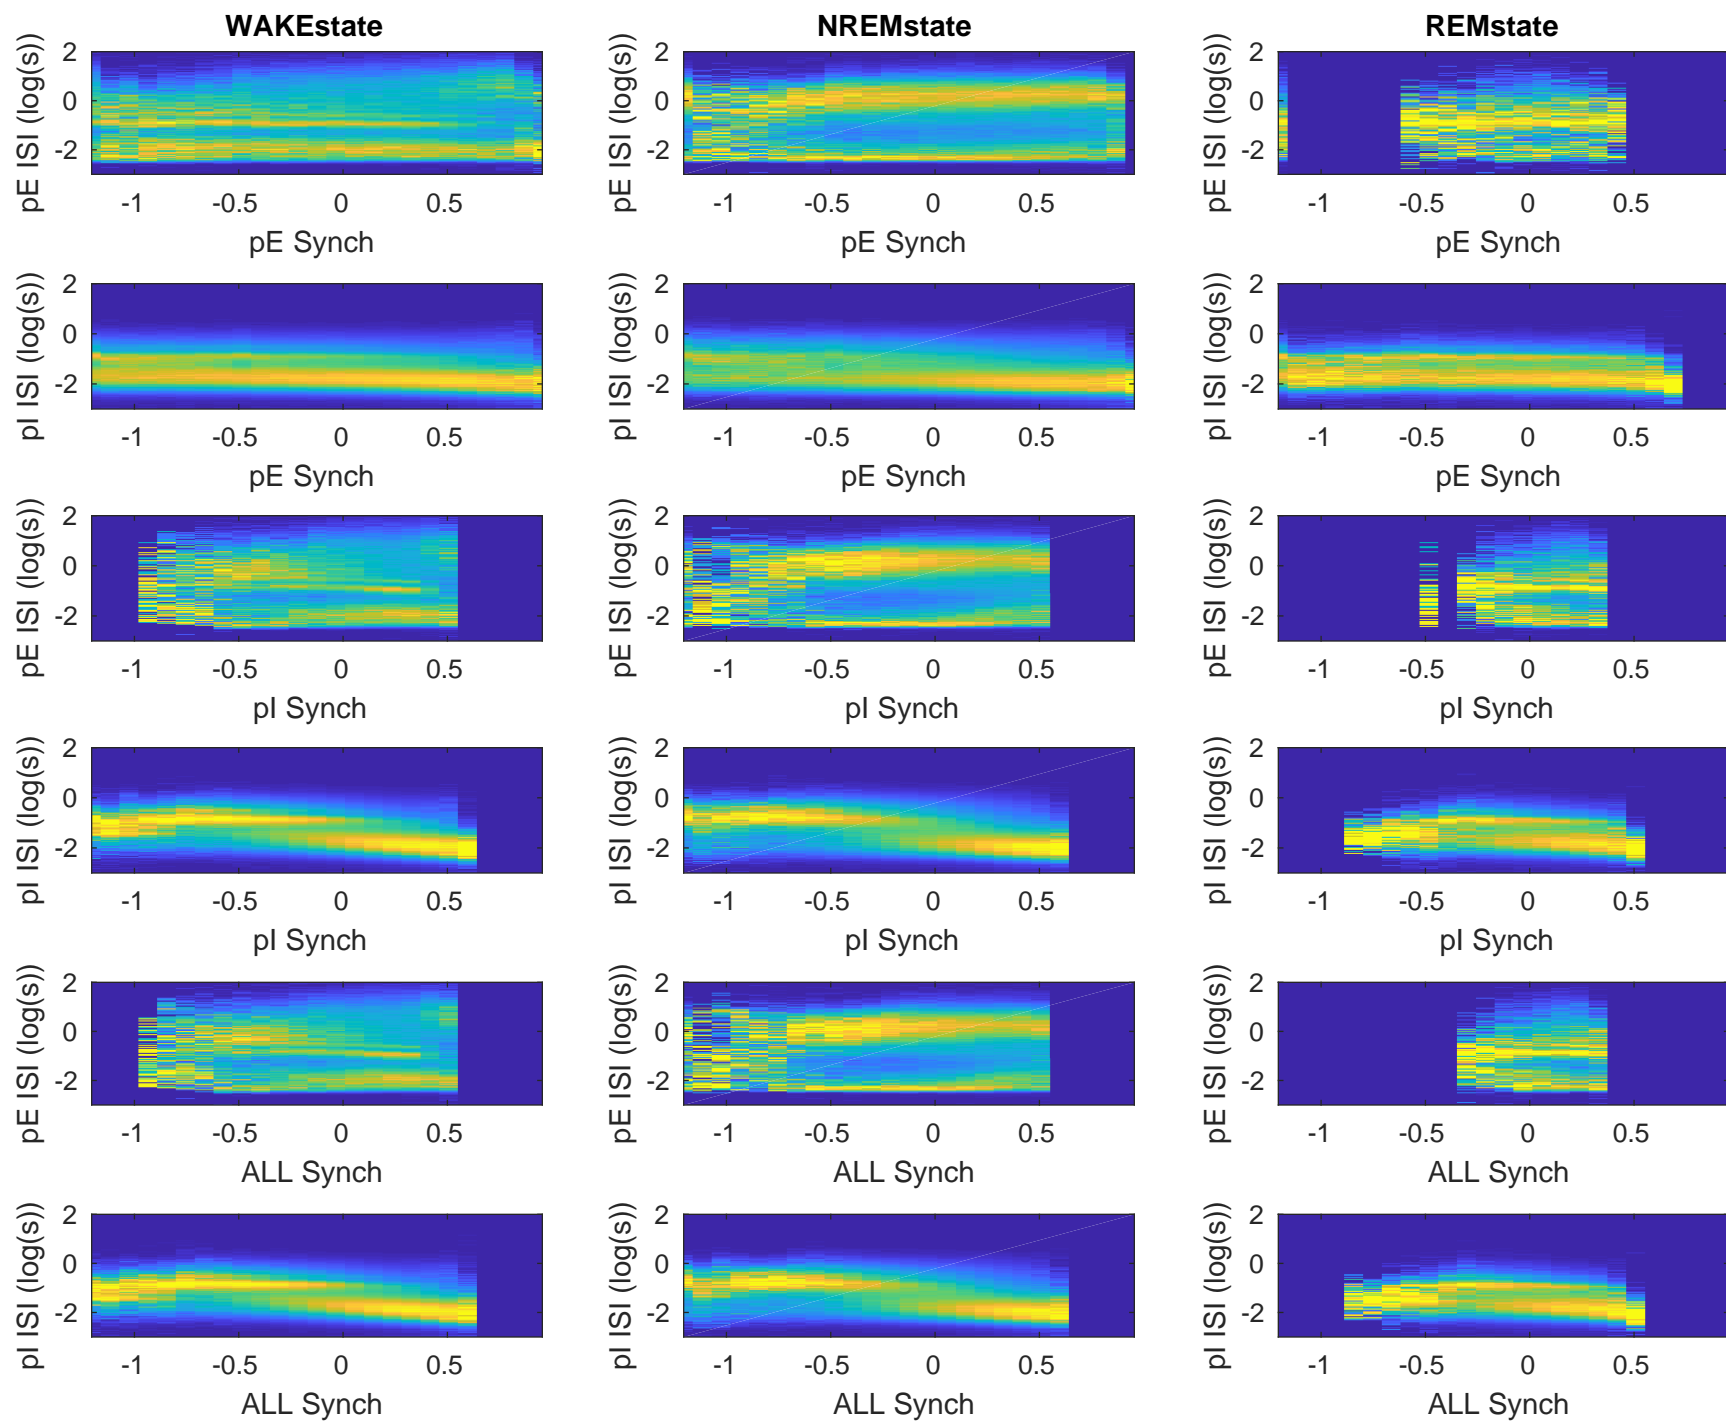 WAKEstate NREMstate REMstate
pE ISI (log(s)) 2 0 -2 pE ISI (log(s)) 2 0 -2 pE ISI (log(s)) 2 0 -2
-1 -0.5 0 0.5 -1 -0.5 0 0.5 -1 -0.5 0 0.5
pE Synch pE Synch pE Synch
pI ISI (log(s)) 2 0 -2 pI ISI (log(s)) 2 0 -2 pI ISI (log(s)) 2 0 -2
-1 -0.5 0 0.5 -1 -0.5 0 0.5 -1 -0.5 0 0.5
pE Synch pE Synch pE Synch
pE ISI (log(s)) 2 0 -2 pE ISI (log(s)) 2 0 -2 pE ISI (log(s)) 2 0 -2
-1 -0.5 0 0.5 -1 -0.5 0 0.5 -1 -0.5 0 0.5
pI Synch pI Synch pI Synch
pI ISI (log(s)) 2 0 -2 pI ISI (log(s)) 2 0 -2 pI ISI (log(s)) 2 0 -2
-1 -0.5 0 0.5 -1 -0.5 0 0.5 -1 -0.5 0 0.5
pI Synch pI Synch pI Synch
pE ISI (log(s)) 2 0 -2 pE ISI (log(s)) 2 0 -2 pE ISI (log(s)) 2 0 -2
-1 -0.5 0 0.5 -1 -0.5 0 0.5 -1 -0.5 0 0.5
ALL Synch ALL Synch ALL Synch
pI ISI (log(s)) 2 0 -2 pI ISI (log(s)) 2 0 -2 pI ISI (log(s)) 2 0 -2
-1 -0.5 0 0.5 -1 -0.5 0 0.5 -1 -0.5 0 0.5
ALL Synch ALL Synch ALL Synch